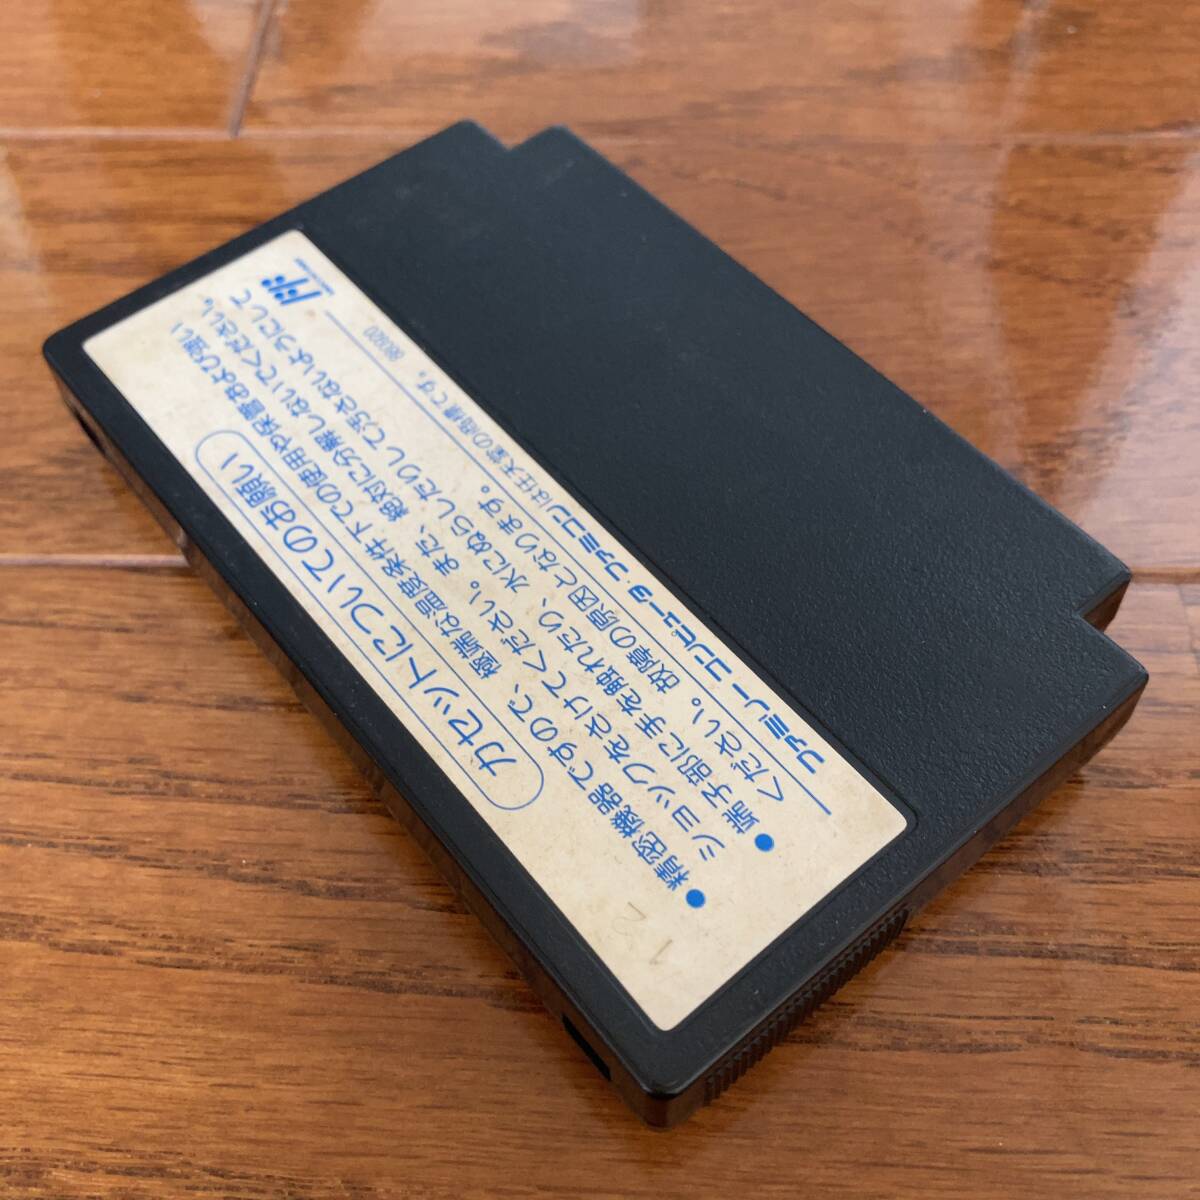 カセットについてのお願い
●精密機器ですので、極端な温度条件下での使用や保管および強い
ショックをさけてください。また、絶対に分解しないでください。
●端子部に手を触れたり、水にぬらしたりして汚さないようにして
ください。故障の原因となります。
ファミリーコンピュータ・ファミコンは任天堂の商標です。